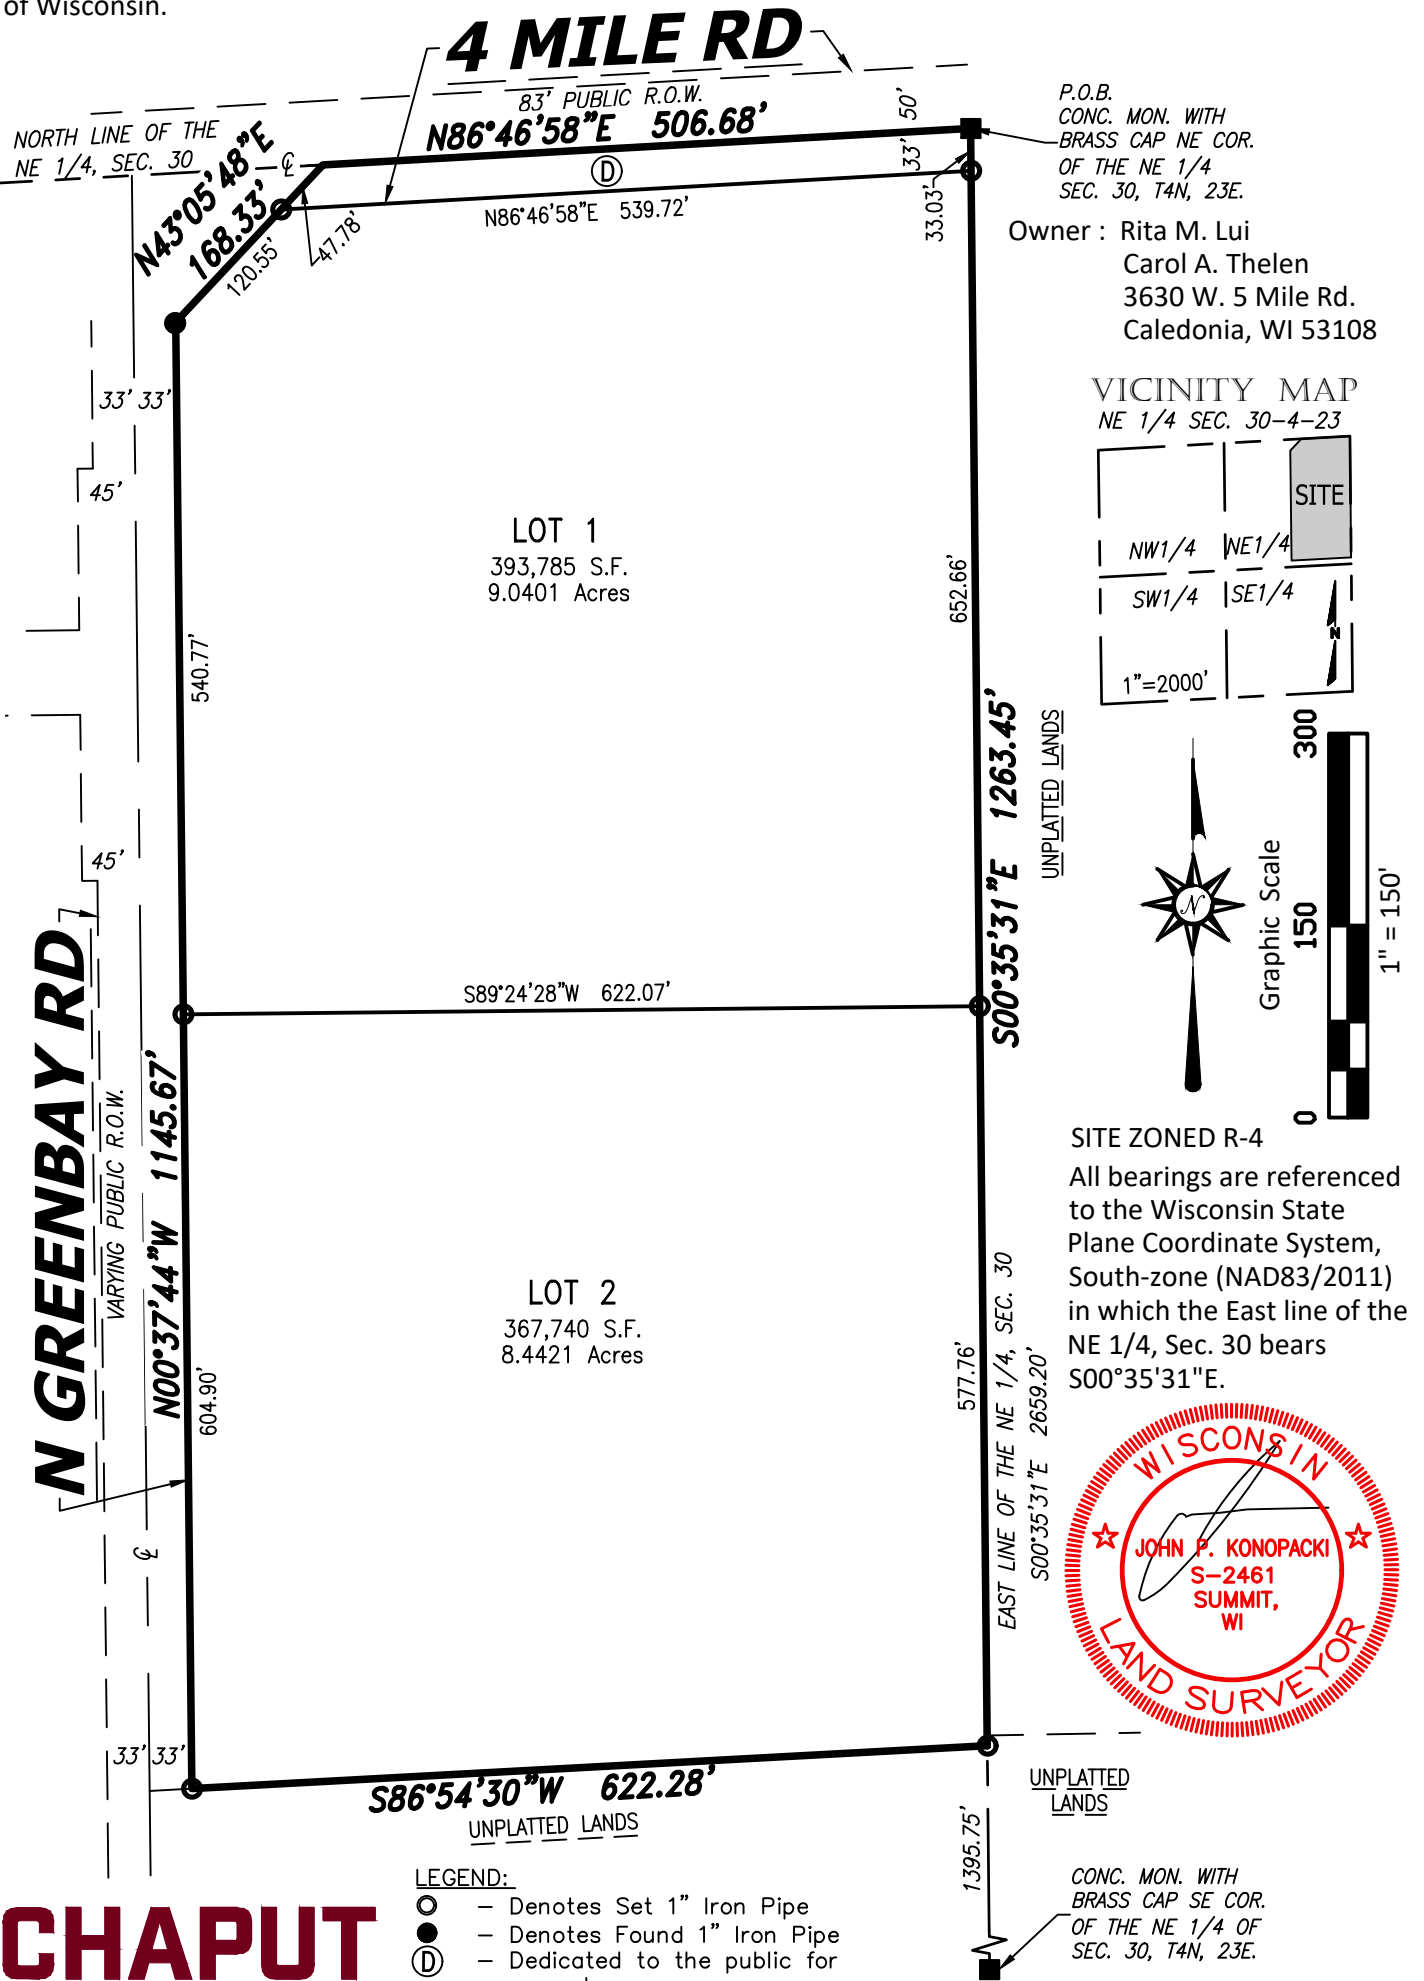 of Wisconsin.
4 MILE RD
83' PUBLIC R.O.W.
N86°46'58"E 506.68'
50'
33'
33.03'
P.O.B.
CONC. MON. WITH
BRASS CAP NE COR.
OF THE NE 1/4
SEC. 30, T4N, 23E.
NORTH LINE OF THE
NE 1/4, SEC. 30
N43°05'48"E
168.33'
120.55'
47.78'
D
N86°46'58"E 539.72'
Owner : Rita M. Lui
Carol A. Thelen
3630 W. 5 Mile Rd.
Caledonia, WI 53108
VICINITY MAP
NE 1/4 SEC. 30-4-23
SITE
NW1/4 NE1/4
SW1/4 SE1/4
N
1"=2000'
33' 33'
45'
LOT 1
393,785 S.F.
9.0401 Acres
652.66'
540.77'
S00°35'31"E 1263.45'
UNPLATTED LANDS
45'
N
Graphic Scale
0 150 300
1" = 150'
S89°24'28"W 622.07'
N GREENBAY RD
VARYING PUBLIC R.O.W.
N00°37'44"W 1145.67'
SITE ZONED R-4
All bearings are referenced
to the Wisconsin State
Plane Coordinate System,
South-zone (NAD83/2011)
in which the East line of the
NE 1/4, Sec. 30 bears
S00°35'31"E.
LOT 2
367,740 S.F.
8.4421 Acres
604.90'
577.76'
EAST LINE OF THE NE 1/4, SEC. 30
S00°35'31"E 2659.20'
WISCONSIN
JOHN P. KONOPACKI
S-2461
SUMMIT,
WI
LAND SURVEYOR
33' 33'
S86°54'30"W 622.28'
UNPLATTED LANDS
UNPLATTED
LANDS
1395.75'
LEGEND:
– Denotes Set 1" Iron Pipe
– Denotes Found 1" Iron Pipe
D – Dedicated to the public for
CONC. MON. WITH
BRASS CAP SE COR.
OF THE NE 1/4 OF
SEC. 30, T4N, 23E.
CHAPUT